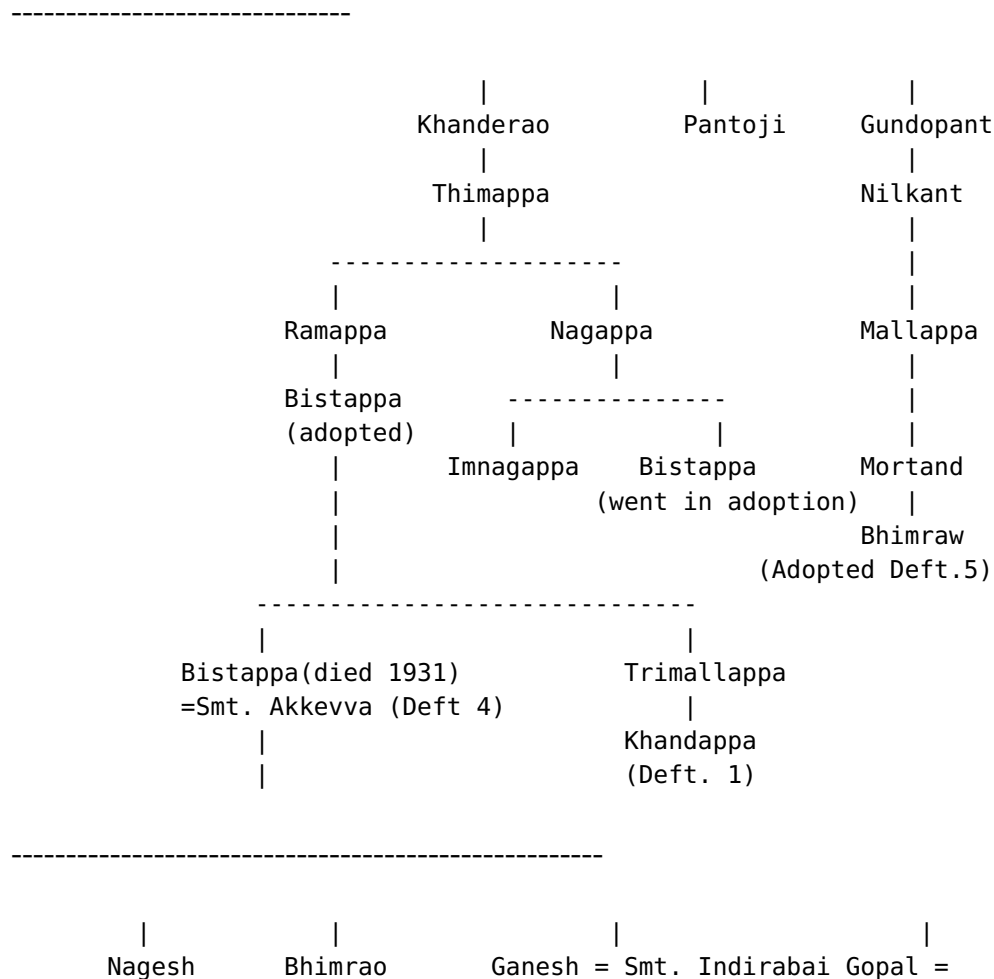 -------------------------------
| | |
Khanderao Pantoji Gundopant
| |
Thimappa Nilkant
| |
-------------------- |
| | |
Ramappa Nagappa Mallappa
| | |
Bistappa --------------- |
(adopted) | | |
| Imnagappa Bistappa Mortand
| (went in adoption) |
| Bhimraw
| (Adopted Deft.5)
------------------------------
| |
Bistappa(died 1931) Trimallappa
=Smt. Akkevva (Deft 4) |
| Khandappa
| (Deft. 1)
------------------------------------------------------
| | | |
Nagesh Bhimrao Ganesh = Smt. Indirabai Gopal =